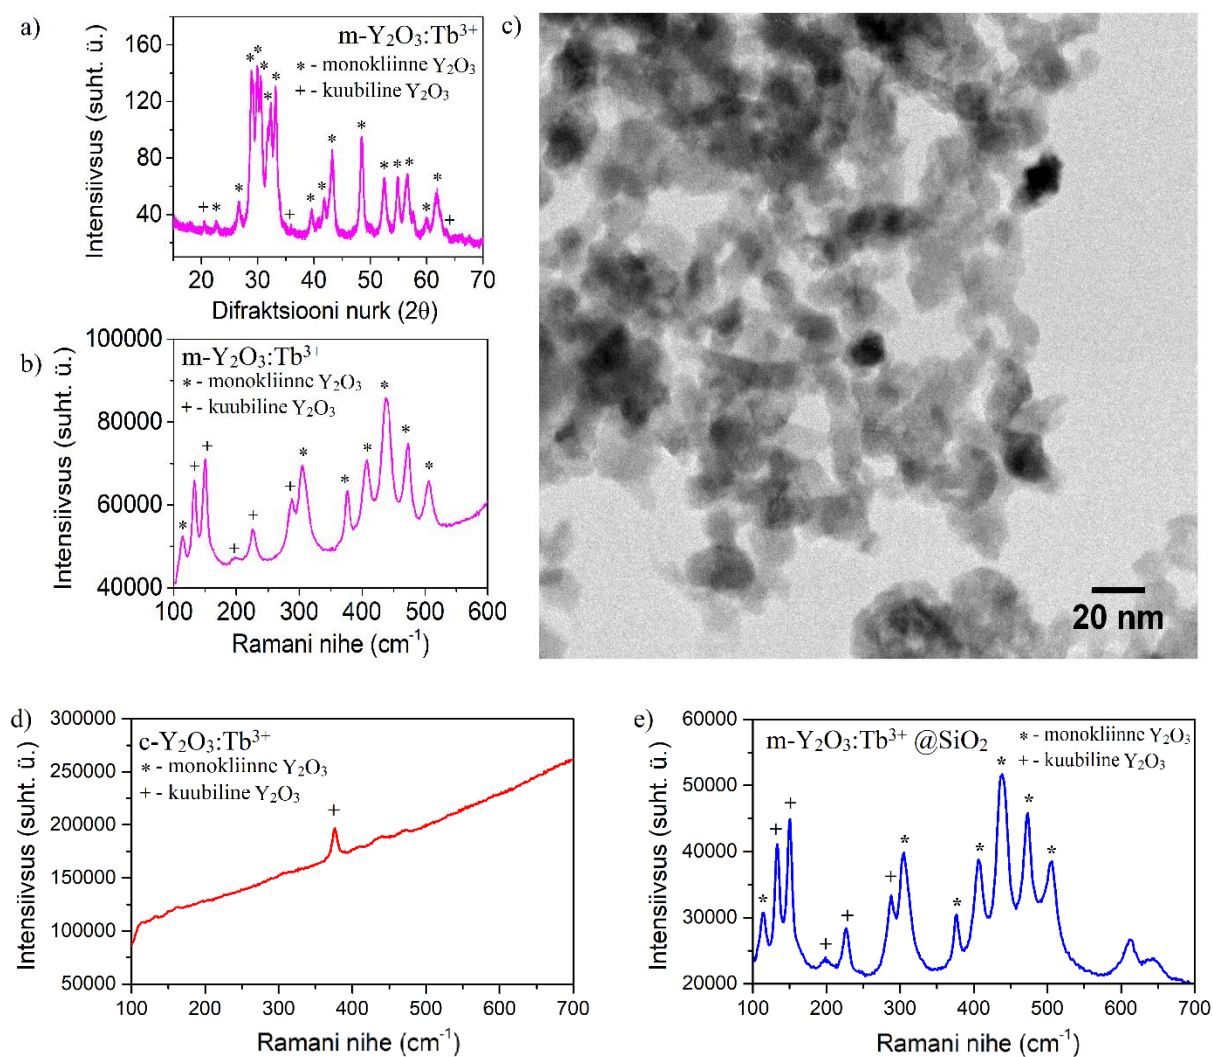 a)
160
120
80
40
Intensiivsus (suht. ü.)
m-Y₂O₃:Tb³⁺
* - monokliinne Y₂O₃
+ - kuubiline Y₂O₃
20 30 40 50 60 70
Difraktsiooni nurk (2θ)
b)
100000
80000
60000
40000
Intensiivsus (suht. ü.)
m-Y₂O₃:Tb³⁺
* - monokliinne Y₂O₃
+ - kuubiline Y₂O₃
100 200 300 400 500 600
Ramani nihe (cm⁻¹)
c)
20 nm
d)
300000
250000
200000
150000
100000
50000
Intensiivsus (suht. ü.)
c-Y₂O₃:Tb³⁺
* - monokliinne Y₂O₃
+ - kuubiline Y₂O₃
100 200 300 400 500 600 700
Ramani nihe (cm⁻¹)
e)
60000
50000
40000
30000
20000
Intensiivsus (suht. ü.)
m-Y₂O₃:Tb³⁺ @SiO₂
* - monokliinne Y₂O₃
+ - kuubiline Y₂O₃
100 200 300 400 500 600 700
Ramani nihe (cm⁻¹)